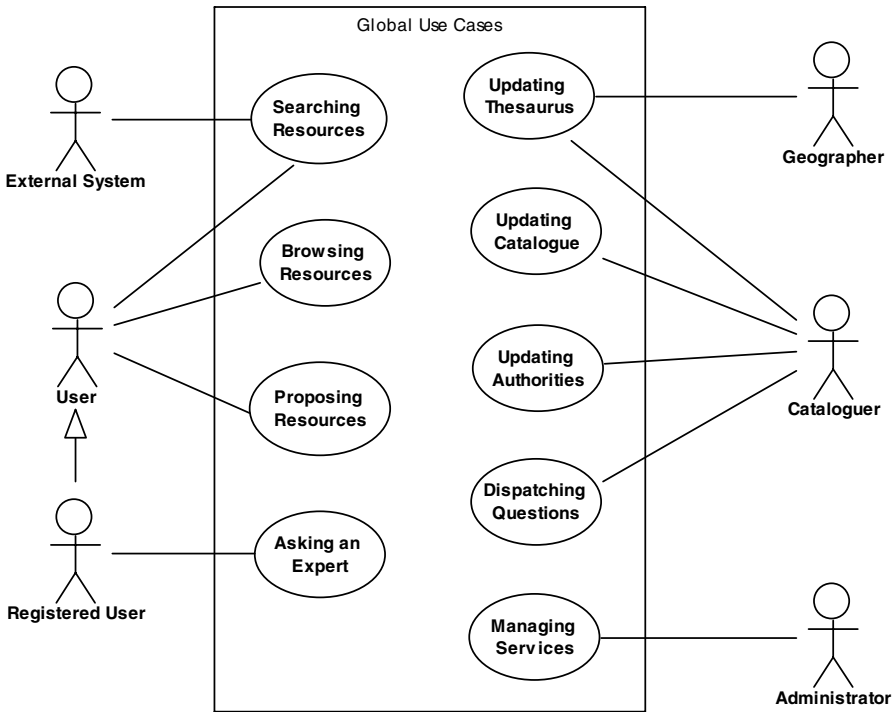 Global Use Cases
Searching
Resources
External System
Browsing
Resources
User
Proposing
Resources
Asking an
Expert
Registered User
Updating
Thesaurus
Geographer
Updating
Catalogue
Updating
Authorities
Cataloguer
Dispatching
Questions
Managing
Services
Administrator